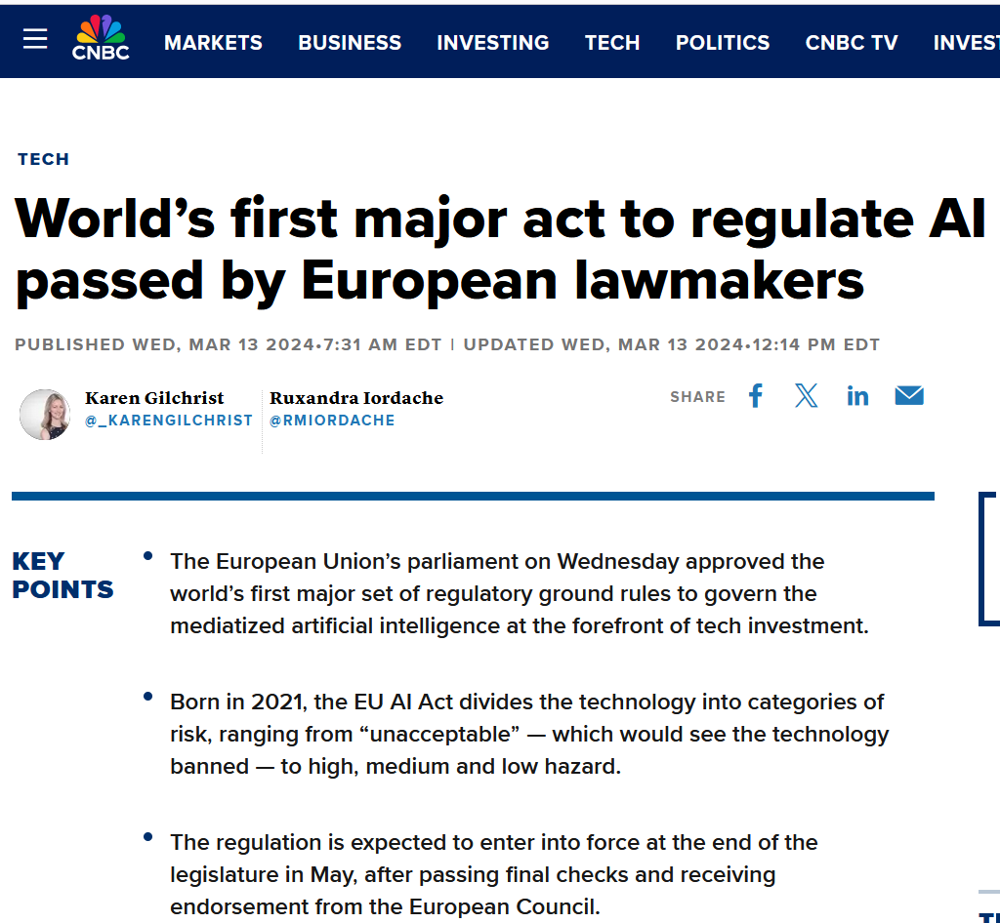 CNBC
MARKETS BUSINESS INVESTING TECH POLITICS CNBC TV INVEST
TECH
World’s first major act to regulate AI
passed by European lawmakers
PUBLISHED WED, MAR 13 2024•7:31 AM EDT | UPDATED WED, MAR 13 2024•12:14 PM EDT
Karen Gilchrist
@_KARENGILCHRIST
Ruxandra Iordache
@RMIORDACHE
SHARE
KEY
POINTS
• The European Union’s parliament on Wednesday approved the
world’s first major set of regulatory ground rules to govern the
mediatized artificial intelligence at the forefront of tech investment.
• Born in 2021, the EU AI Act divides the technology into categories of
risk, ranging from “unacceptable” — which would see the technology
banned — to high, medium and low hazard.
• The regulation is expected to enter into force at the end of the
legislature in May, after passing final checks and receiving
endorsement from the European Council.